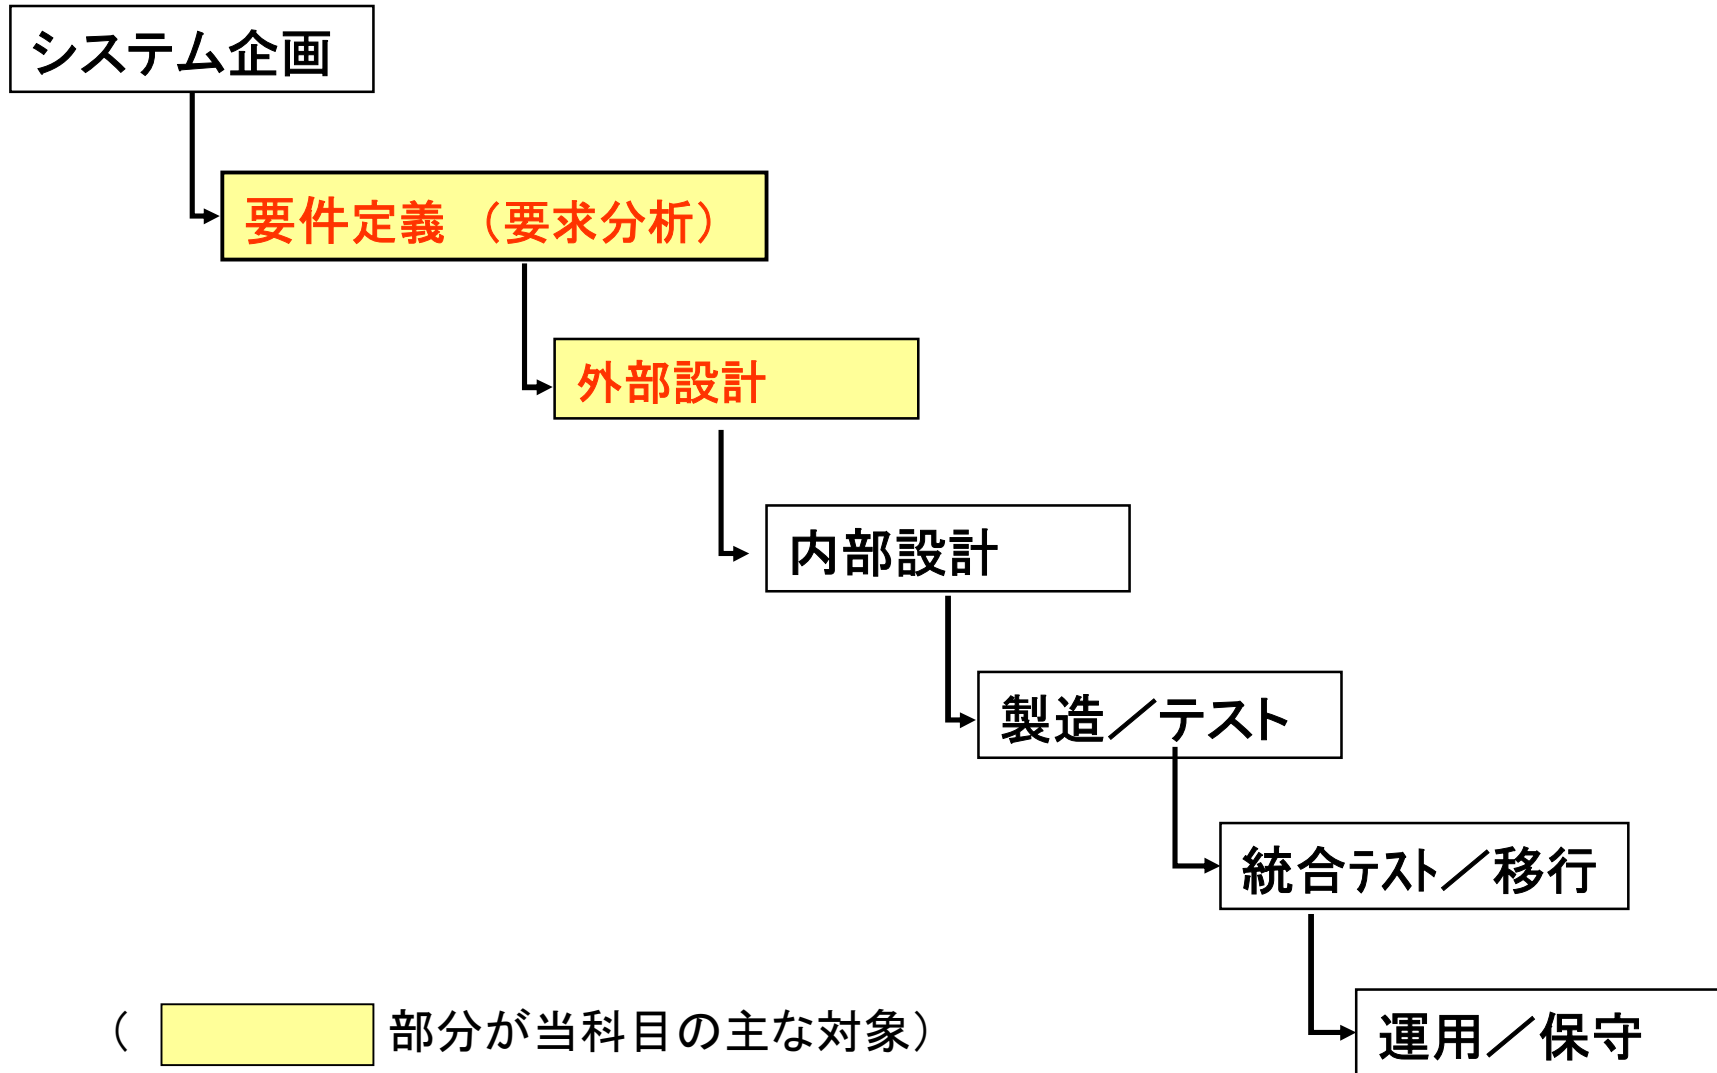 システム企画
要件定義（要求分析）
外部設計
内部設計
製造／テスト
統合ﾃｽﾄ／移行
運用／保守
（　　　部分が当科目の主な対象）